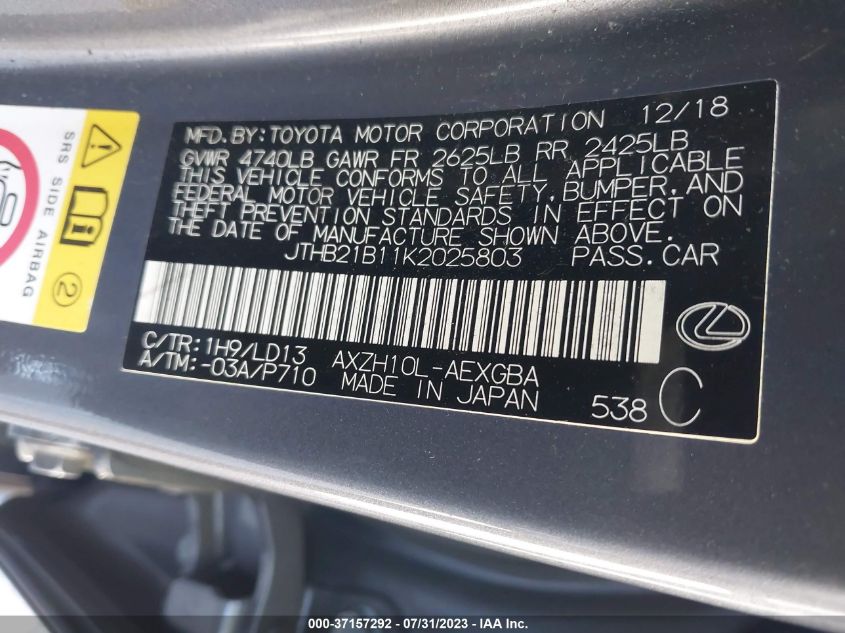 SRS SIDE AIRBAG
2
MFD.BY:TOYOTA MOTOR CORPORATION 12/18
GVWR 4740LB GAWR FR 2625LB RR 2425LB
THIS VEHICLE CONFORMS TO ALL APPLICABLE
FEDERAL MOTOR VEHICLE SAFETY,BUMPER,AND
THEFT PREVENTION STANDARDS IN EFFECT ON
THE DATE OF MANUFACTURE SHOWN ABOVE.
JTHB21B11K2025803 PASS.CAR
C/TR:1H9/LD13 AXZH10L-AEXGBA
A/TM:-03A/P710 MADE IN JAPAN 538 C
000-37157292 - 07/31/2023 - IAA Inc.